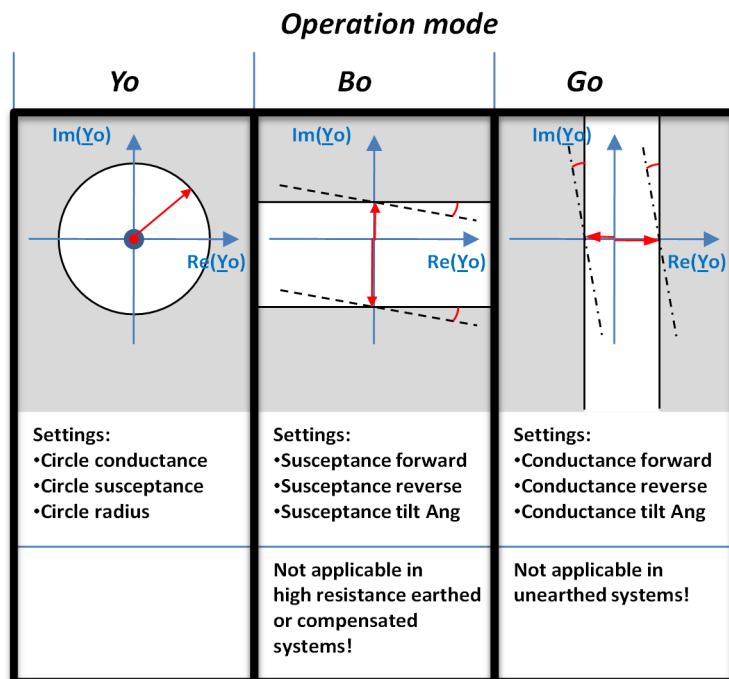 Operation mode
Yo
Bo
Go
Im(Yo)
Re(Yo)
Im(Yo)
Re(Yo)
Im(Yo)
Re(Yo)
Settings:
•Circle conductance
•Circle susceptance
•Circle radius
Settings:
•Susceptance forward
•Susceptance reverse
•Susceptance tilt Ang
Settings:
•Conductance forward
•Conductance reverse
•Conductance tilt Ang
Not applicable in
high resistance earthed
or compensated
systems!
Not applicable in
unearthed systems!